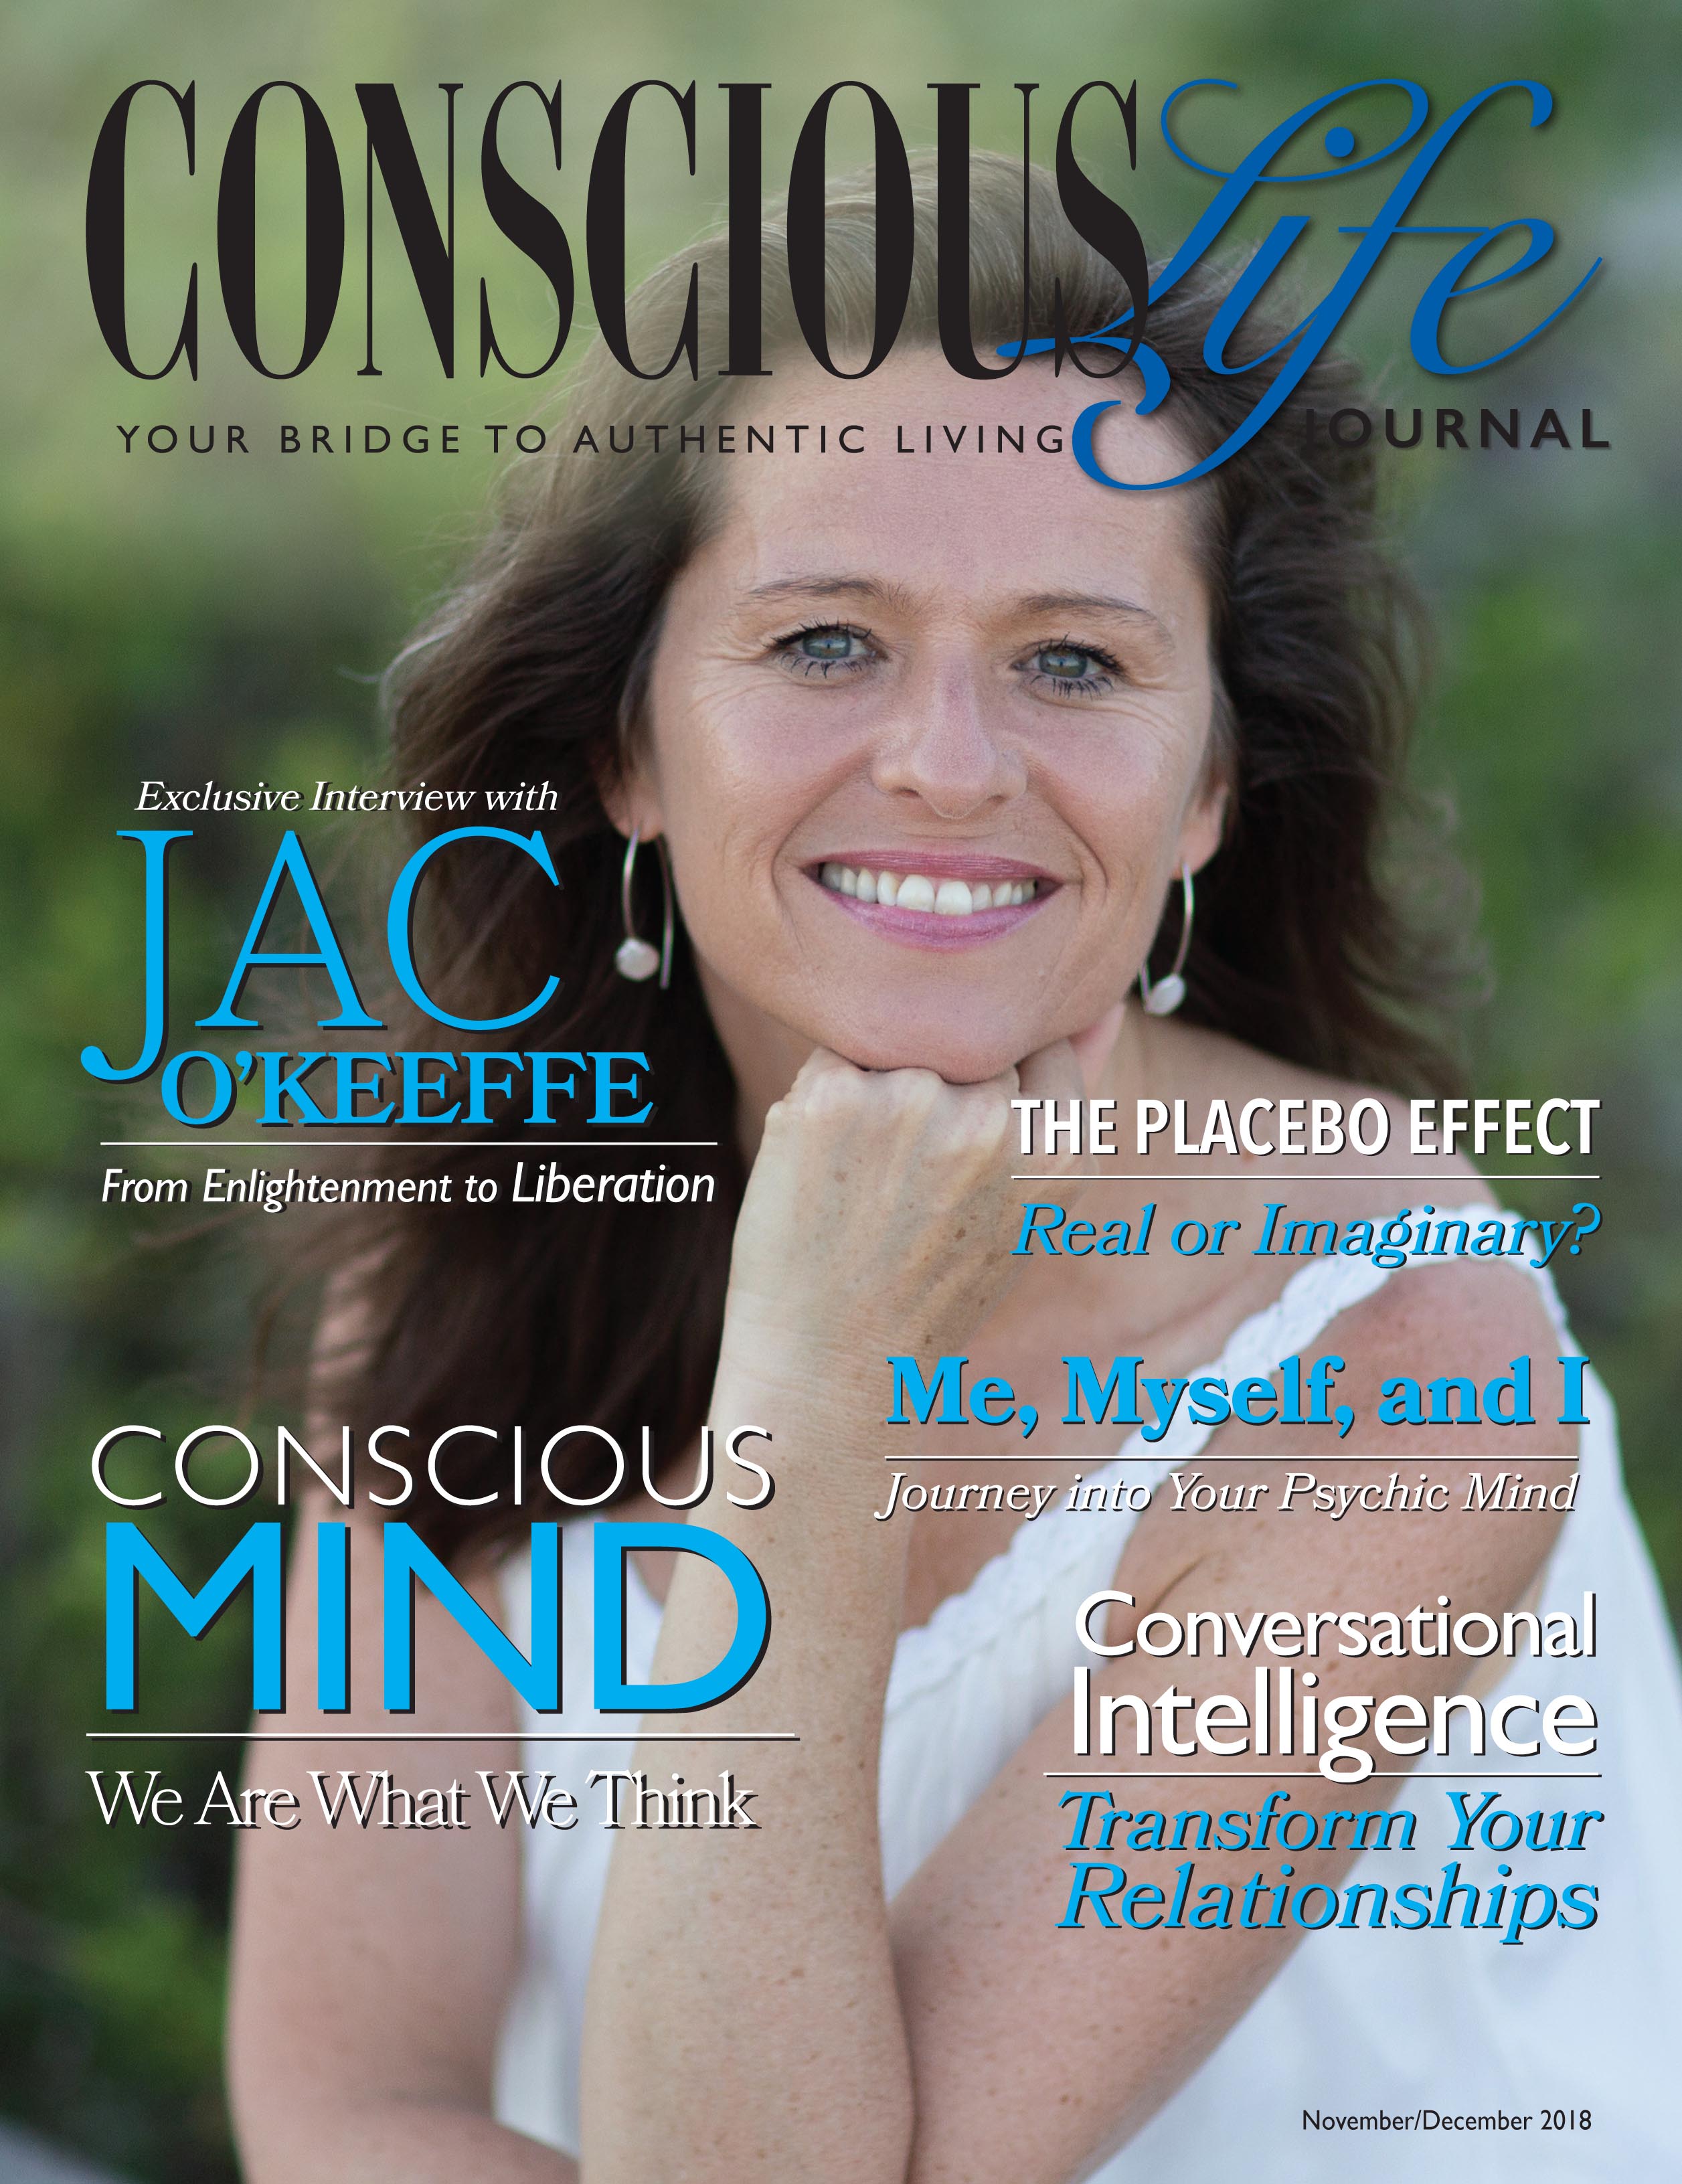 CONSCIOUS Life
YOUR BRIDGE TO AUTHENTIC LIVING
JOURNAL
Exclusive Interview with
JAC
O'KEEFFE
From Enlightenment to Liberation
THE PLACEBO EFFECT
Real or Imaginary?
Me, Myself, and I
Journey into Your Psychic Mind
CONSCIOUS
MIND
We Are What We Think
Conversational
Intelligence
Transform Your
Relationships
November/December 2018